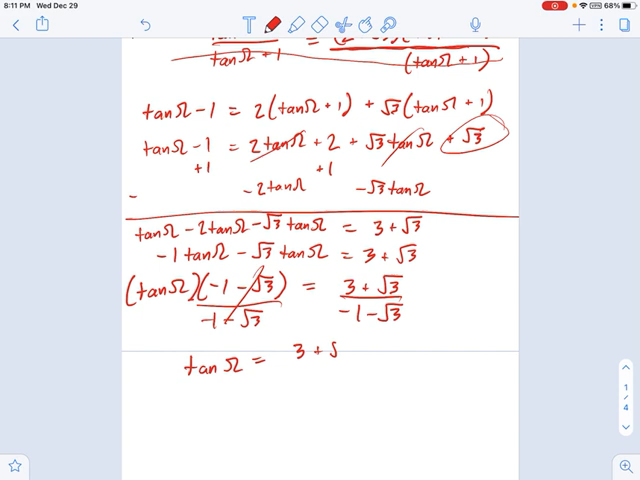 8:11 PM Wed Dec 29
68%
tanΩ + 1
(tanΩ + 1)
tanΩ - 1 = 2(tanΩ + 1) + √3(tanΩ + 1)
tanΩ - 1 = 2tanΩ + 2 + √3 tanΩ + √3
+1 +1
- 2tanΩ - √3 tanΩ
tanΩ - 2tanΩ - √3 tanΩ = 3 + √3
- 1tanΩ - √3 tanΩ = 3 + √3
(tanΩ)(-1 - √3) = 3 + √3
-1 - √3 -1 - √3
tanΩ = 3 + √
1
/
4